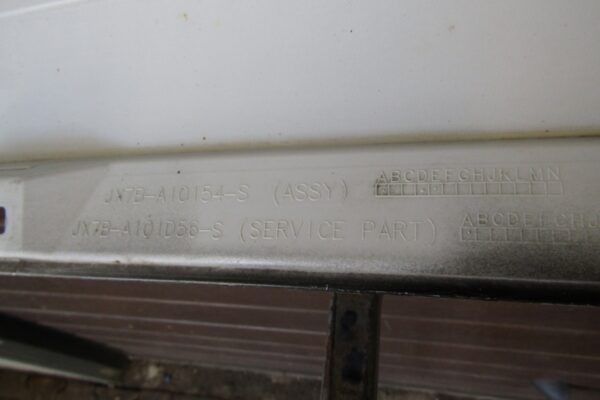 JX7B-A10154-S (ASSY) ABCDEFGHJKLMN
JX7B-A101D56-S (SERVICE PART) ABCDEFGHJ